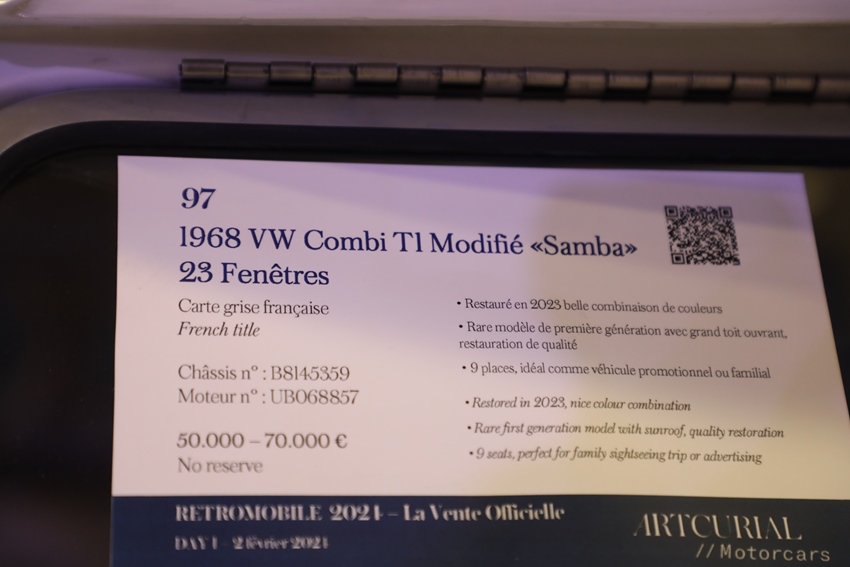 97
1968 VW Combi T1 Modifié «Samba»
23 Fenêtres
Carte grise française
French title
Châssis n° : B8145359
Moteur n° : UB068857
50.000 – 70.000 €
No reserve
• Restauré en 2023 belle combinaison de couleurs
• Rare modèle de première génération avec grand toit ouvrant,
restauration de qualité
• 9 places, idéal comme véhicule promotionnel ou familial
• Restored in 2023, nice colour combination
• Rare first generation model with sunroof, quality restoration
• 9 seats, perfect for family sightseeing trip or advertising
RETROMOBILE 2024 – La Vente Officielle
DAY 1 - 2 février 2024
ARTCURIAL
//Motorcars